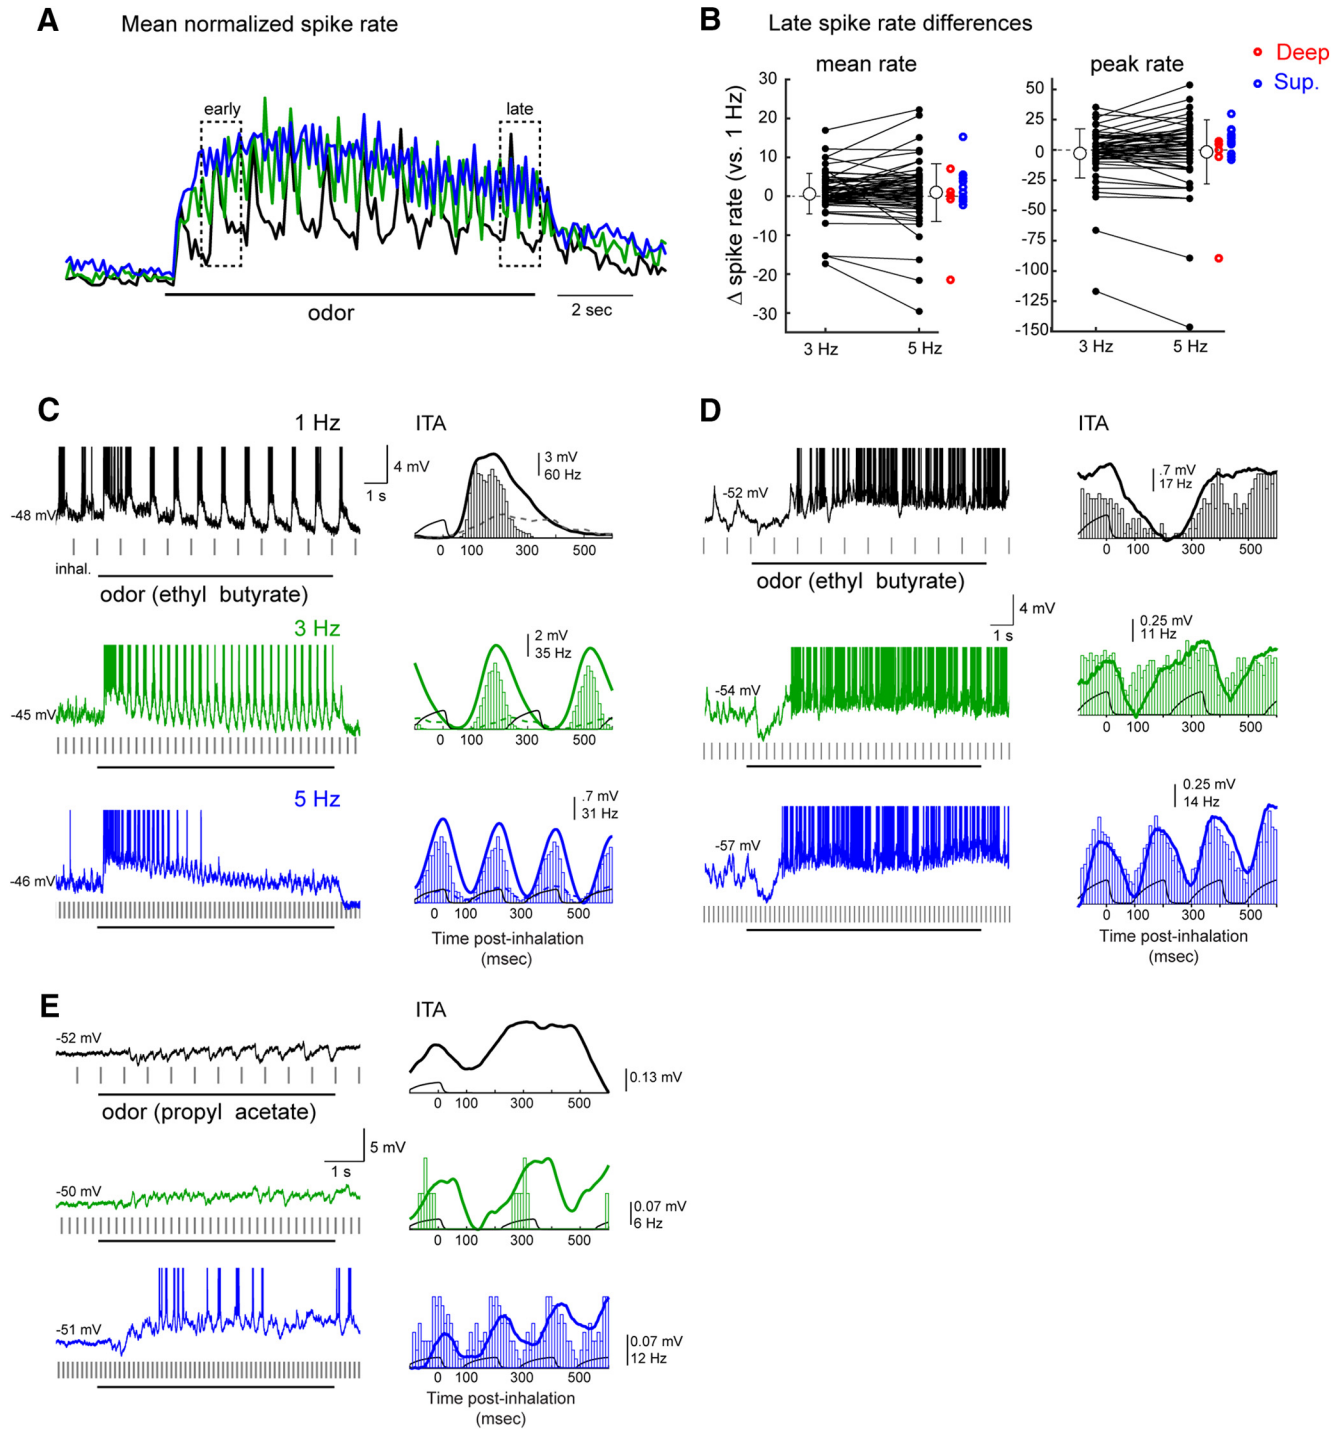 A
Mean normalized spike rate
early
late
odor
2 sec
B
Late spike rate differences
Deep
Sup.
mean rate
peak rate
Δ spike rate (vs. 1 Hz)
30
20
10
0
-10
-20
-30
3 Hz
5 Hz
50
25
0
-25
-50
-75
-100
-125
-150
3 Hz
5 Hz
C
1 Hz
ITA
4 mV
1 s
-48 mV
inhal.
odor (ethyl butyrate)
3 mV
60 Hz
0 100 300 500
3 Hz
-45 mV
2 mV
35 Hz
0 100 300 500
5 Hz
-46 mV
.7 mV
31 Hz
0 100 300 500
Time post-inhalation
(msec)
D
ITA
-52 mV
odor (ethyl butyrate)
.7 mV
17 Hz
0 100 300 500
4 mV
1 s
-54 mV
0.25 mV
11 Hz
0 100 300 500
-57 mV
0.25 mV
14 Hz
0 100 300 500
Time post-inhalation
(msec)
E
ITA
-52 mV
odor (propyl acetate)
0.13 mV
0 100 300 500
5 mV
1 s
-50 mV
0.07 mV
6 Hz
0 100 300 500
-51 mV
0.07 mV
12 Hz
0 100 300 500
Time post-inhalation
(msec)